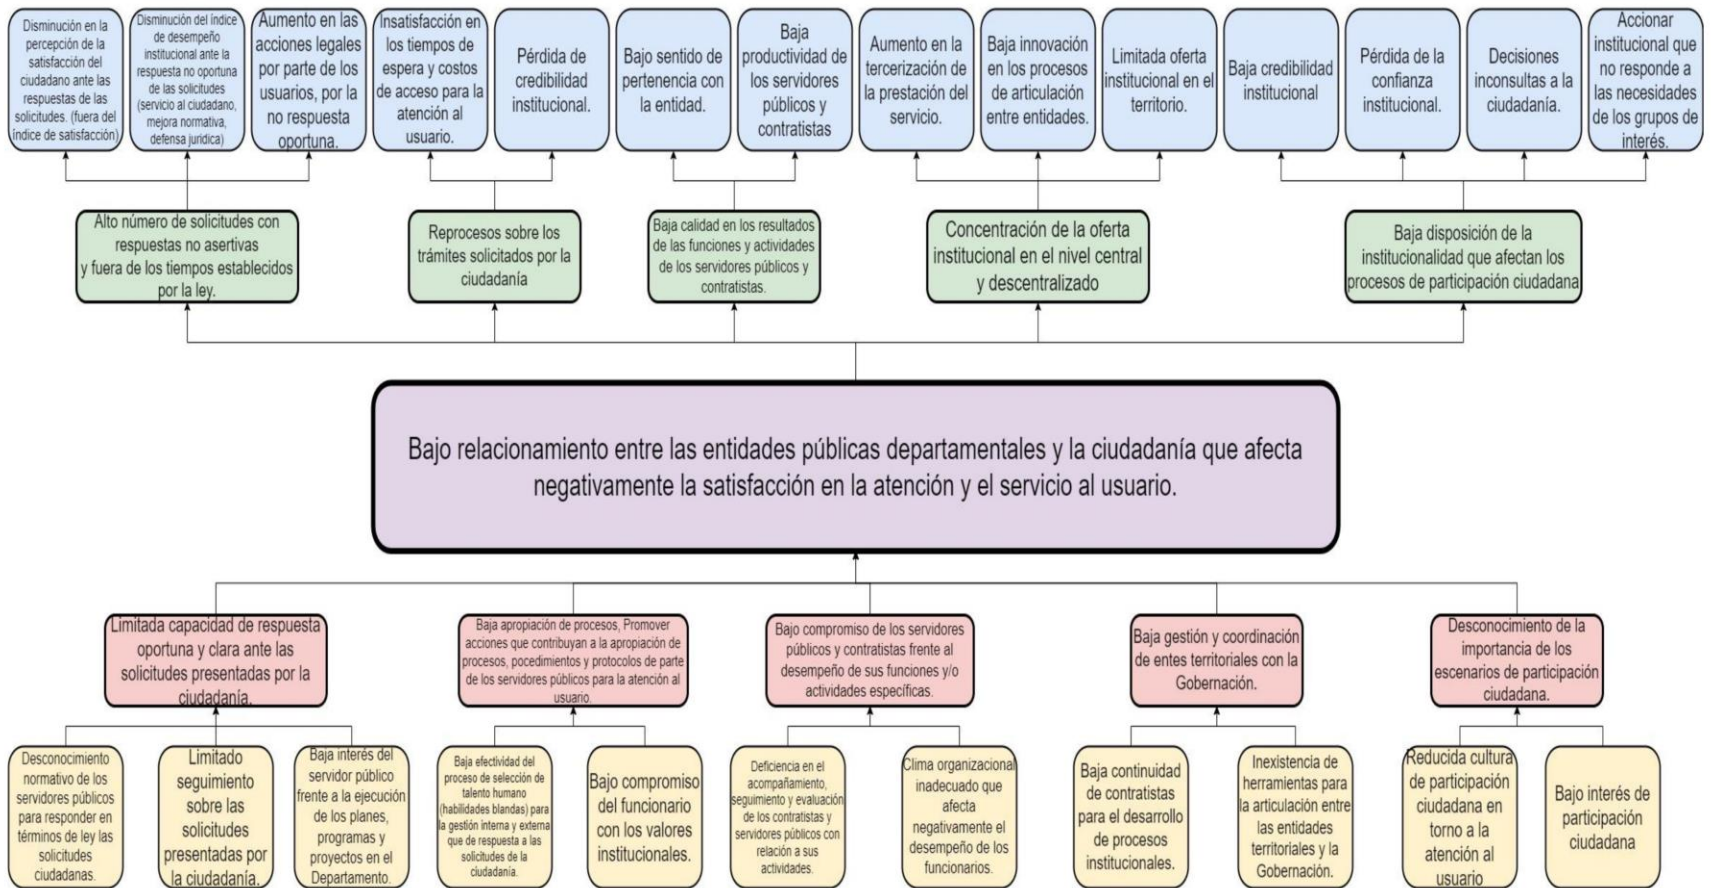 Disminución en la
percepción de la
satisfacción del
ciudadano ante las
respuestas de las
solicitudes. (fuera del
índice de satisfacción)
Disminución del índice
de desempeño
institucional ante la
respuesta no oportuna
de las solicitudes
(servicio al ciudadano,
mejora normativa,
defensa juridica)
Aumento en las
acciones legales
por parte de los
usuarios, por la
no respuesta
oportuna.
Insatisfacción en
los tiempos de
espera y costos
de acceso para la
atención al
usuario.
Pérdida de
credibilidad
institucional.
Bajo sentido de
pertenencia con
la entidad.
Baja
productividad de
los servidores
públicos y
contratistas
Aumento en la
tercerización de
la prestación del
servicio.
Baja innovación
en los procesos
de articulación
entre entidades.
Limitada oferta
institucional en el
territorio.
Baja credibilidad
institucional
Pérdida de la
confianza
institucional.
Decisiones
inconsultas a la
ciudadanía.
Accionar
institucional que
no responde a
las necesidades
de los grupos de
interés.
Alto número de solicitudes con
respuestas no asertivas
y fuera de los tiempos establecidos
por la ley.
Reprocesos sobre los
trámites solicitados por la
ciudadanía
Baja calidad en los resultados
de las funciones y actividades
de los servidores públicos y
contratistas.
Concentración de la oferta
institucional en el nivel central
y descentralizado
Baja disposición de la
institucionalidad que afectan los
procesos de participación ciudadana
Bajo relacionamiento entre las entidades públicas departamentales y la ciudadanía que afecta
negativamente la satisfacción en la atención y el servicio al usuario.
Limitada capacidad de respuesta
oportuna y clara ante las
solicitudes presentadas por la
ciudadanía.
Baja apropiación de procesos, Promover
acciones que contribuyan a la apropiación de
procesos, pocedimientos y protocolos de parte
de los servidores públicos para la atención al
usuario.
Bajo compromiso de los servidores
públicos y contratistas frente al
desempeño de sus funciones y/o
actividades específicas.
Baja gestión y coordinación
de entes territoriales con la
Gobernación.
Desconocimiento de la
importancia de los
escenarios de participación
ciudadana.
Desconocimiento
normativo de los
servidores públicos
para responder en
términos de ley las
solicitudes
ciudadanas.
Limitado
seguimiento
sobre las
solicitudes
presentadas por
la ciudadanía.
Baja interés del
servidor público
frente a la ejecución
de los planes,
programas y
proyectos en el
Departamento.
Baja efectividad del
proceso de selección de
talento humano
(habilidades blandas) para
la gestión interna y externa
que de respuesta a las
solicitudes de la
ciudadanía.
Bajo compromiso
del funcionario
con los valores
institucionales.
Deficiencia en el
acompañamiento,
seguimiento y evaluación
de los contratistas y
servidores públicos con
relación a sus
actividades.
Clima organizacional
inadecuado que
afecta
negativamente el
desempeño de los
funcionarios.
Baja continuidad
de contratistas
para el desarrollo
de procesos
institucionales.
Inexistencia de
herramientas para
la articulación entre
las entidades
territoriales y la
Gobernación.
Reducida cultura
de participación
ciudadana en
torno a la
atención al
usuario
Bajo interés de
participación
ciudadana